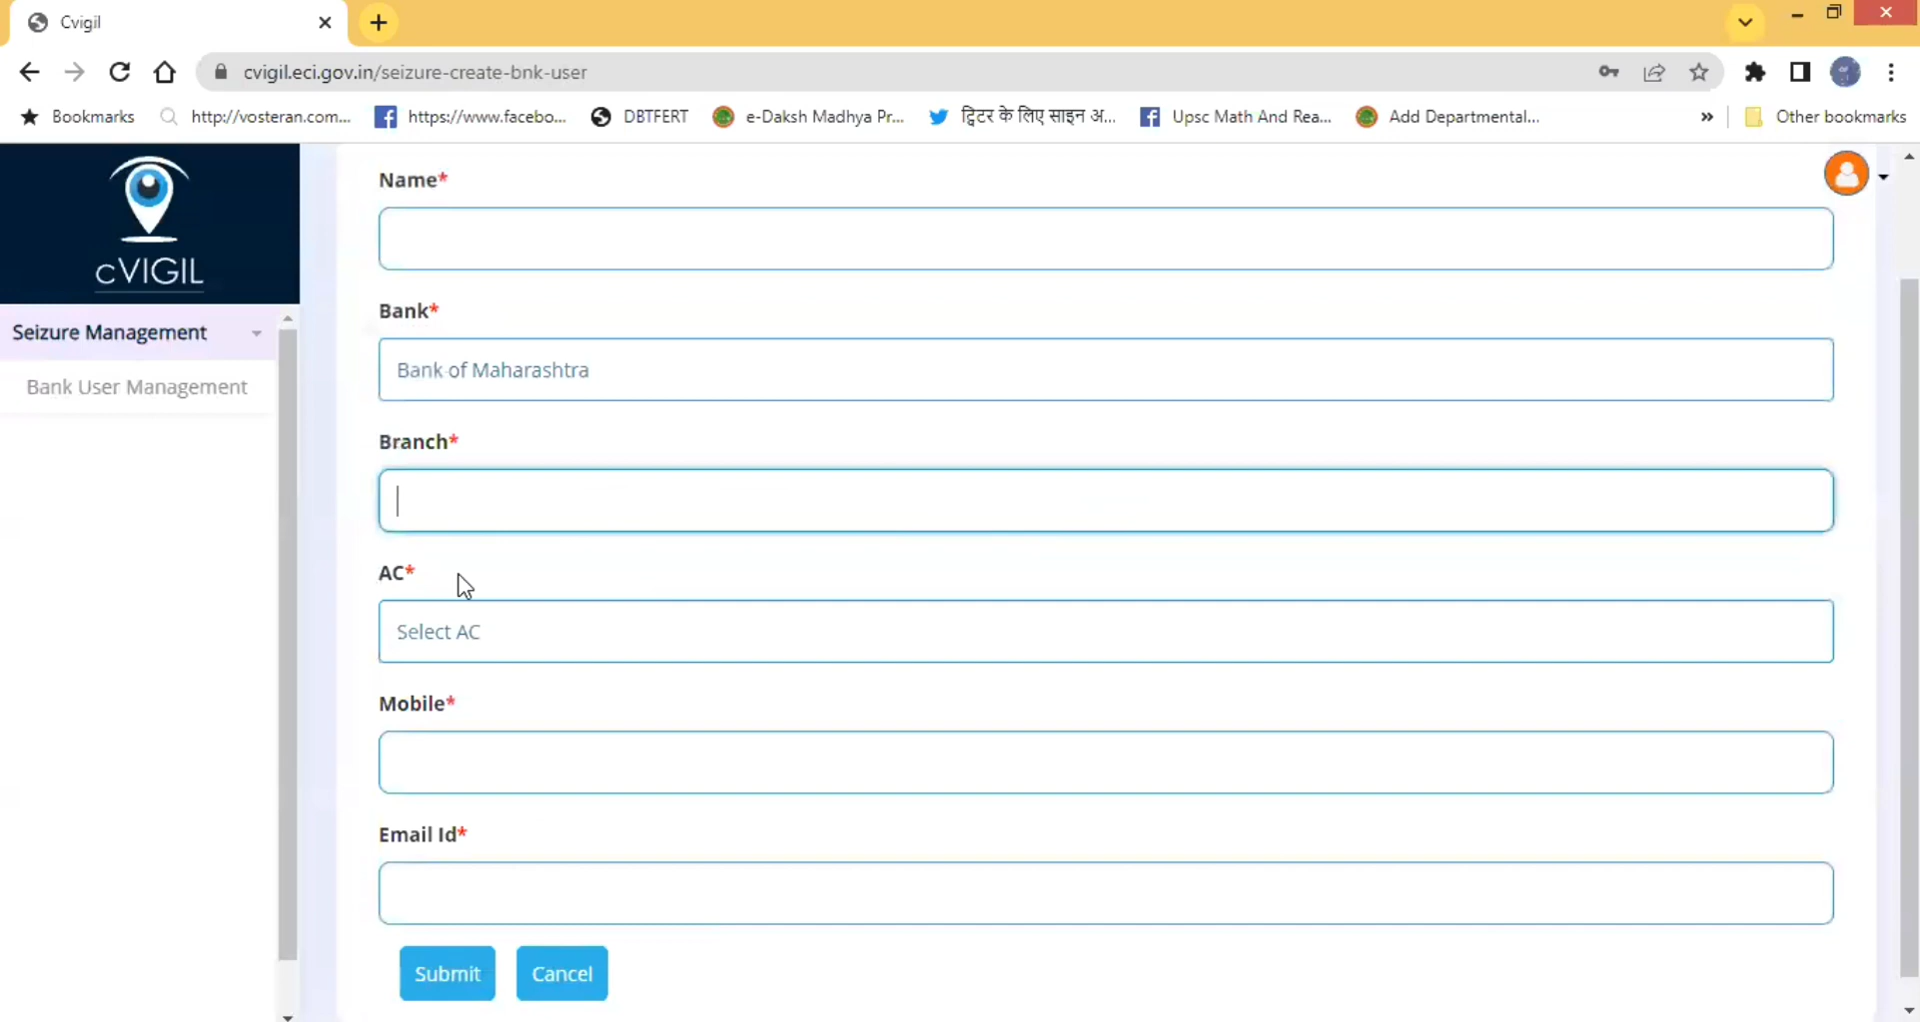 Cvigil
cvigil.eci.gov.in/seizure-create-bnk-user
Bookmarks
http://vosteran.com...
https://www.facebo...
DBTFERT
e-Daksh Madhya Pr...
ट्विटर के लिए साइन अ...
Upsc Math And Rea...
Add Departmental...
»
Other bookmarks
cVIGIL
Seizure Management
Bank User Management
Name*
Bank*
Bank of Maharashtra
Branch*
AC*
Select AC
Mobile*
Email Id*
Submit
Cancel